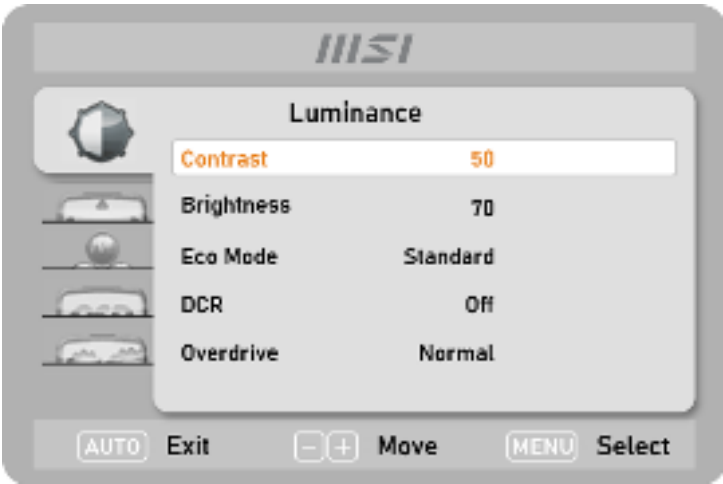 msi
Luminance
Contrast 50
Brightness 70
Eco Mode Standard
DCR Off
Overdrive Normal
AUTO Exit - + Move MENU Select